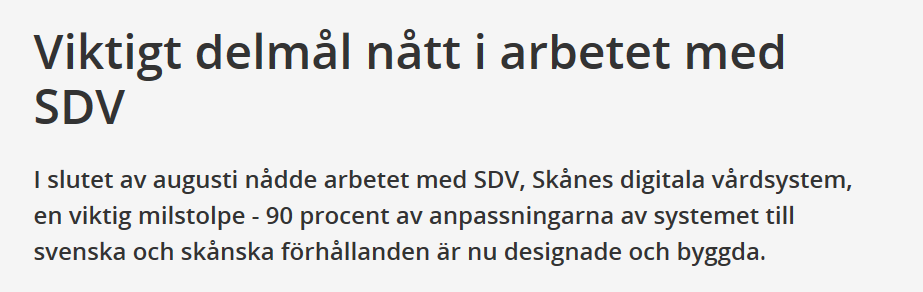 Viktigt delmål nått i arbetet med
SDV
I slutet av augusti nådde arbetet med SDV, Skånes digitala vårdsystem,
en viktig milstolpe - 90 procent av anpassningarna av systemet till
svenska och skånska förhållanden är nu designade och byggda.